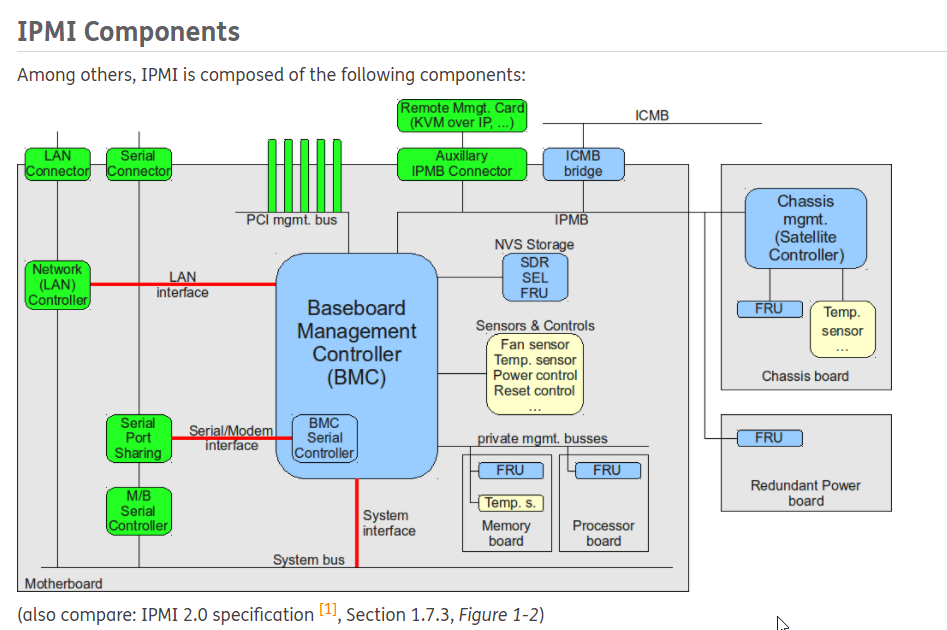 IPMI Components
Among others, IPMI is composed of the following components:
Remote Mmgt. Card
(KVM over IP, ...)
ICMB
LAN
Connector
Serial
Connector
Auxillary
IPMB Connector
ICMB
bridge
PCI mgmt. bus
IPMB
Chassis
mgmt.
(Satellite
Controller)
NVS Storage
SDR
SEL
FRU
Network
(LAN)
Controller
LAN
interface
Baseboard
Management
Controller
(BMC)
FRU
Temp.
sensor
...
Chassis board
Sensors & Controls
Fan sensor
Temp. sensor
Power control
Reset control
...
Serial
Port
Sharing
Serial/Modem
interface
BMC
Serial
Controller
private mgmt. busses
FRU
Temp. s.
Memory
board
FRU
Processor
board
FRU
Redundant Power
board
M/B
Serial
Controller
System
interface
System bus
Motherboard
(also compare: IPMI 2.0 specification [1], Section 1.7.3, Figure 1-2)